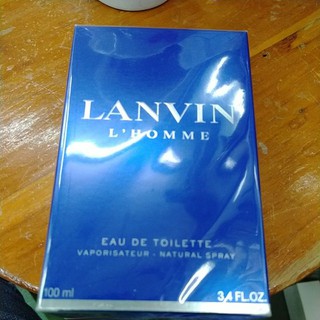 LANVIN
L'HOMME
EAU DE TOILETTE
VAPORISATEUR - NATURAL SPRAY
100 ml 3.4 FL.OZ.